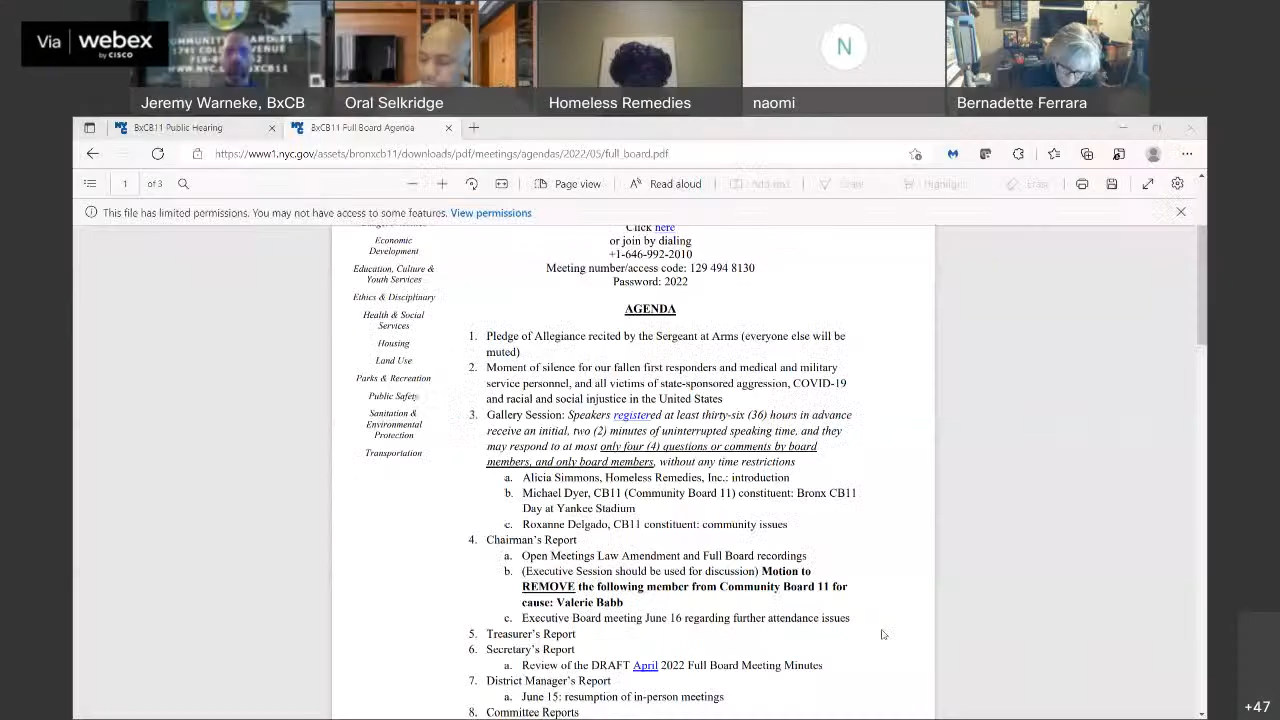 Via webex
by CISCO
Jeremy Warneke, BxCB
Oral Selkridge
Homeless Remedies
N
naomi
Bernadette Ferrara
BxCB11 Public Hearing
BxCB11 Full Board Agenda
https://www1.nyc.gov/assets/bronxcb11/downloads/pdf/meetings/agendas/2022/05/full_board.pdf
1 of 3
Page view
Read aloud
Add text
Draw
Highlight
Erase
This file has limited permissions. You may not have access to some features. View permissions
Economic
Development
Education, Culture &
Youth Services
Ethics & Disciplinary
Health & Social
Services
Housing
Land Use
Parks & Recreation
Public Safety
Sanitation &
Environmental
Protection
Transportation
Click here
or join by dialing
+1-646-992-2010
Meeting number/access code: 129 494 8130
Password: 2022
AGENDA
1. Pledge of Allegiance recited by the Sergeant at Arms (everyone else will be
muted)
2. Moment of silence for our fallen first responders and medical and military
service personnel, and all victims of state-sponsored aggression, COVID-19
and racial and social injustice in the United States
3. Gallery Session: Speakers registered at least thirty-six (36) hours in advance
receive an initial, two (2) minutes of uninterrupted speaking time, and they
may respond to at most only four (4) questions or comments by board
members, and only board members, without any time restrictions
a. Alicia Simmons, Homeless Remedies, Inc.: introduction
b. Michael Dyer, CB11 (Community Board 11) constituent: Bronx CB11
Day at Yankee Stadium
c. Roxanne Delgado, CB11 constituent: community issues
4. Chairman's Report
a. Open Meetings Law Amendment and Full Board recordings
b. (Executive Session should be used for discussion) Motion to
REMOVE the following member from Community Board 11 for
cause: Valerie Babb
c. Executive Board meeting June 16 regarding further attendance issues
5. Treasurer's Report
6. Secretary's Report
a. Review of the DRAFT April 2022 Full Board Meeting Minutes
7. District Manager's Report
a. June 15: resumption of in-person meetings
8. Committee Reports
+47